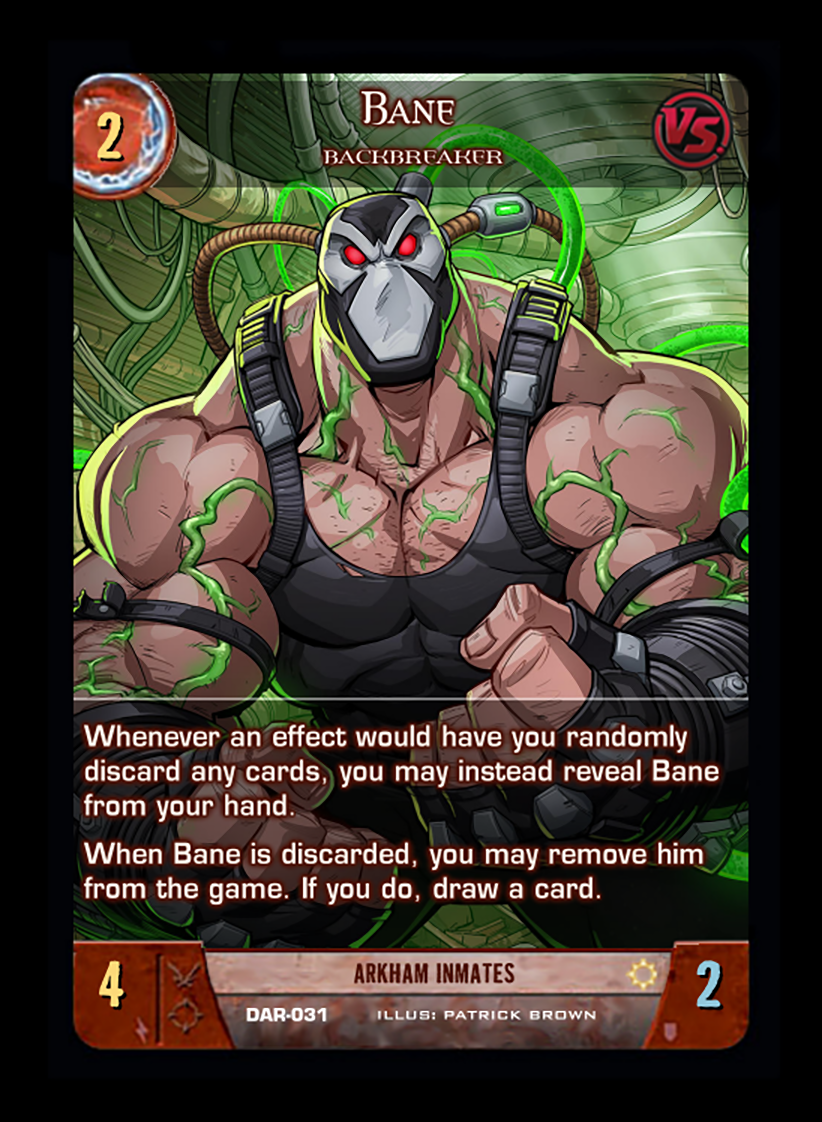 2
Bane
Backbreaker
VS.
Whenever an effect would have you randomly
discard any cards, you may instead reveal Bane
from your hand.
When Bane is discarded, you may remove him
from the game. If you do, draw a card.
4
ARKHAM INMATES
2
DAR-031 ILLUS: PATRICK BROWN